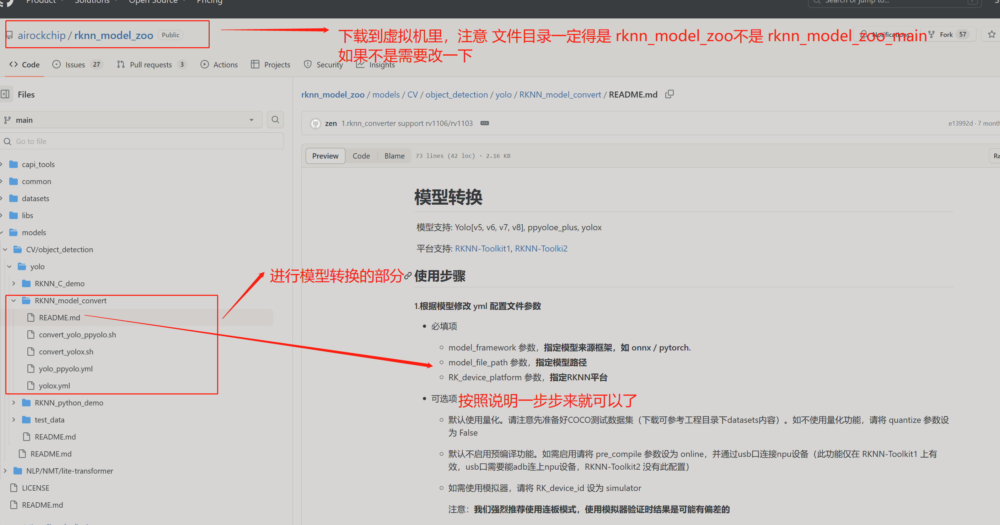 Product
Solutions
Open Source
Pricing
Search or jump to...
/
airockchip / rknn_model_zoo Public
下载到虚拟机里，注意 文件目录一定得是 rknn_model_zoo不是 rknn_model_zoo_main
如果不是需要改一下
Notifications
Fork 57
Code
Issues 27
Pull requests 3
Actions
Projects
Security
Insights
Files
main
Go to file
capi_tools
common
datasets
libs
models
CV/object_detection
yolo
RKNN_C_demo
RKNN_model_convert
README.md
convert_yolo_ppyolo.sh
convert_yolox.sh
yolo_ppyolo.yml
yolox.yml
RKNN_python_demo
test_data
README.md
README.md
NLP/NMT/lite-transformer
LICENSE
README.md
进行模型转换的部分
rknn_model_zoo / models / CV / object_detection / yolo / RKNN_model_convert / README.md
zen 1.rknn_converter support rv1106/rv1103
e13992d · 7 month
Preview
Code
Blame
73 lines (42 loc) · 2.16 KB
Ra
模型转换
模型支持: Yolo[v5, v6, v7, v8], ppyoloe_plus, yolox
平台支持: RKNN-Toolkit1, RKNN-Toolki2
使用步骤
1.根据模型修改 yml 配置文件参数
必填项
model_framework 参数，指定模型来源框架，如 onnx / pytorch.
model_file_path 参数，指定模型路径
RK_device_platform 参数，指定RKNN平台
可选项
按照说明一步步来就可以了
默认使用量化。请注意先准备好COCO测试数据集（下载可参考工程目录下datasets内容）。如不使用量化功能，请将 quantize 参数设
为 False
默认不启用预编译功能。如需启用请将 pre_compile 参数设为 online，并通过usb口连接npu设备（此功能仅在 RKNN-Toolkit1 上有
效，usb口需要能adb连上npu设备，RKNN-Toolkit2 没有此配置）
如需使用模拟器，请将 RK_device_id 设为 simulator
注意：我们强烈推荐使用连板模式，使用模拟器验证时结果是可能有偏差的